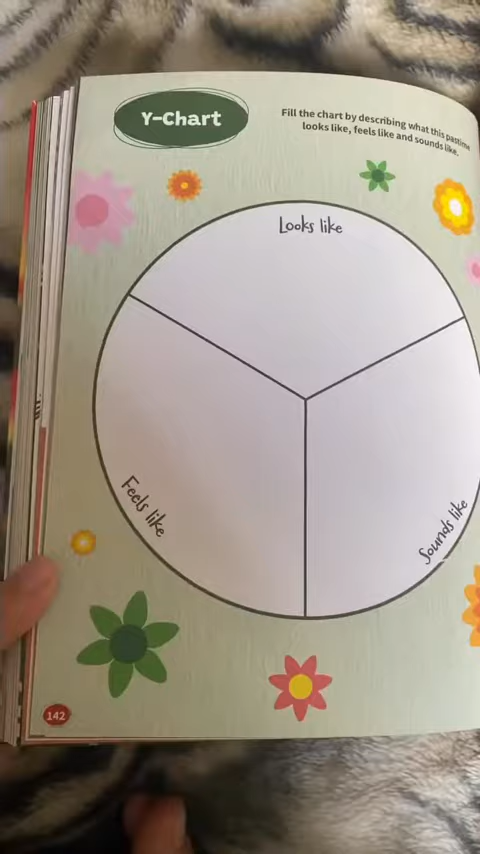 Y-Chart
Fill the chart by describing what this pastime
looks like, feels like and sounds like.
Looks like
Feels like
Sounds like
142